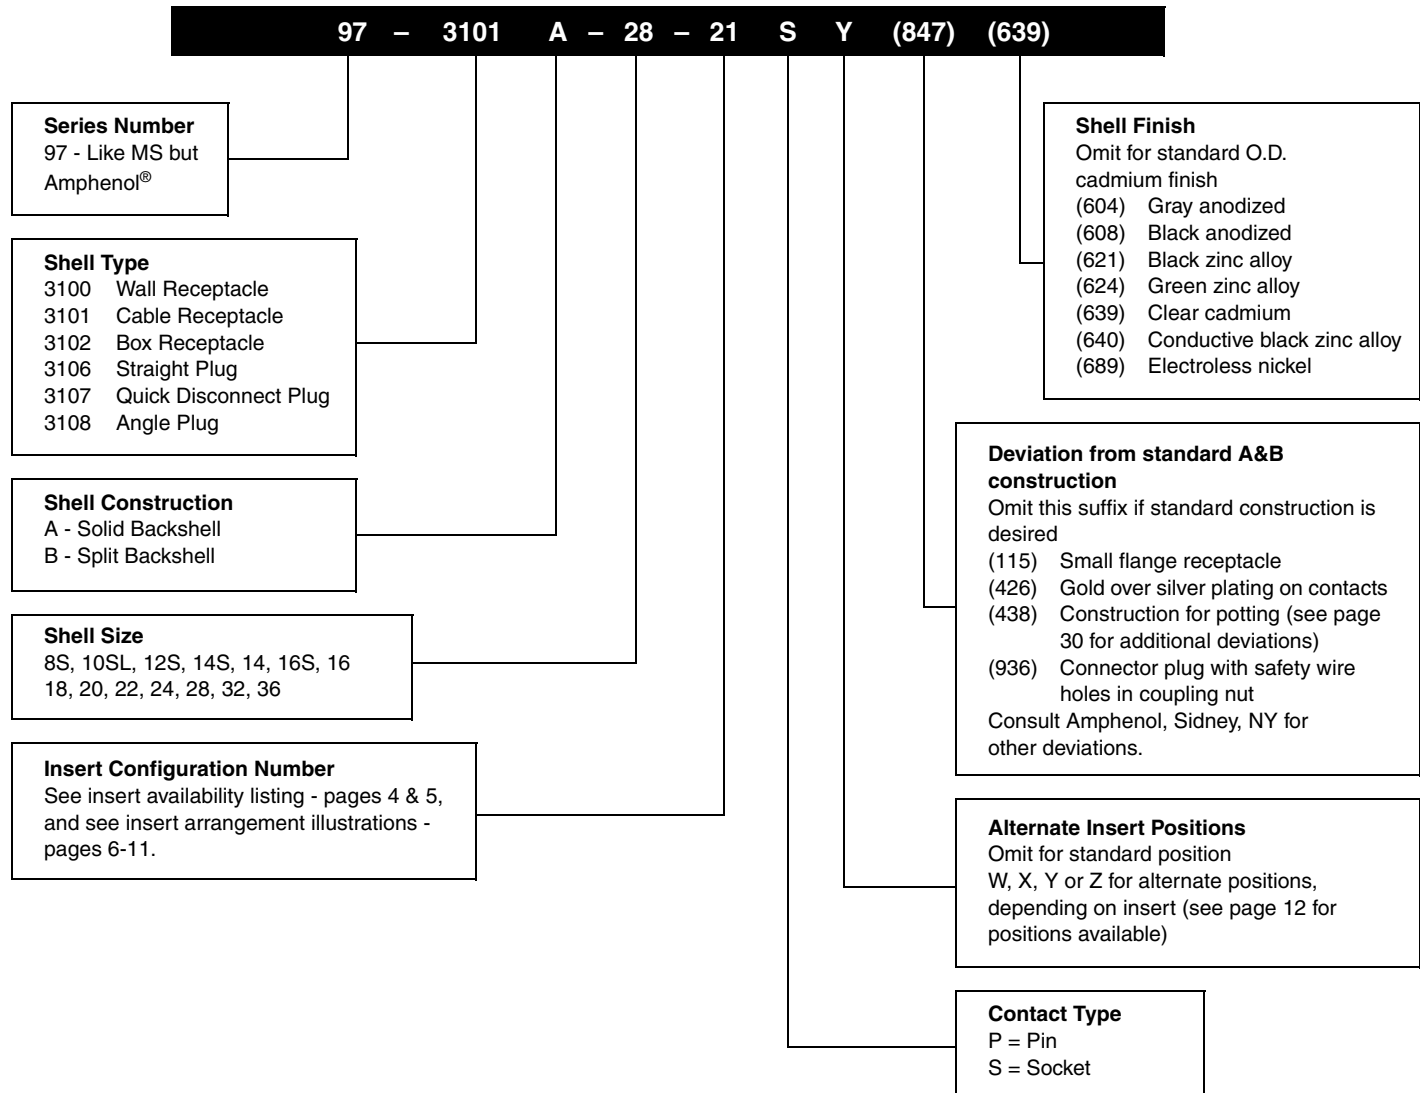 97 – 3101 A – 28 – 21 S Y (847) (639)
Series Number
97 - Like MS but
Amphenol®
Shell Type
3100 Wall Receptacle
3101 Cable Receptacle
3102 Box Receptacle
3106 Straight Plug
3107 Quick Disconnect Plug
3108 Angle Plug
Shell Construction
A - Solid Backshell
B - Split Backshell
Shell Size
8S, 10SL, 12S, 14S, 14, 16S, 16
18, 20, 22, 24, 28, 32, 36
Insert Configuration Number
See insert availability listing - pages 4 & 5,
and see insert arrangement illustrations -
pages 6-11.
Shell Finish
Omit for standard O.D.
cadmium finish
(604) Gray anodized
(608) Black anodized
(621) Black zinc alloy
(624) Green zinc alloy
(639) Clear cadmium
(640) Conductive black zinc alloy
(689) Electroless nickel
Deviation from standard A&B
construction
Omit this suffix if standard construction is
desired
(115) Small flange receptacle
(426) Gold over silver plating on contacts
(438) Construction for potting (see page
30 for additional deviations)
(936) Connector plug with safety wire
holes in coupling nut
Consult Amphenol, Sidney, NY for
other deviations.
Alternate Insert Positions
Omit for standard position
W, X, Y or Z for alternate positions,
depending on insert (see page 12 for
positions available)
Contact Type
P = Pin
S = Socket